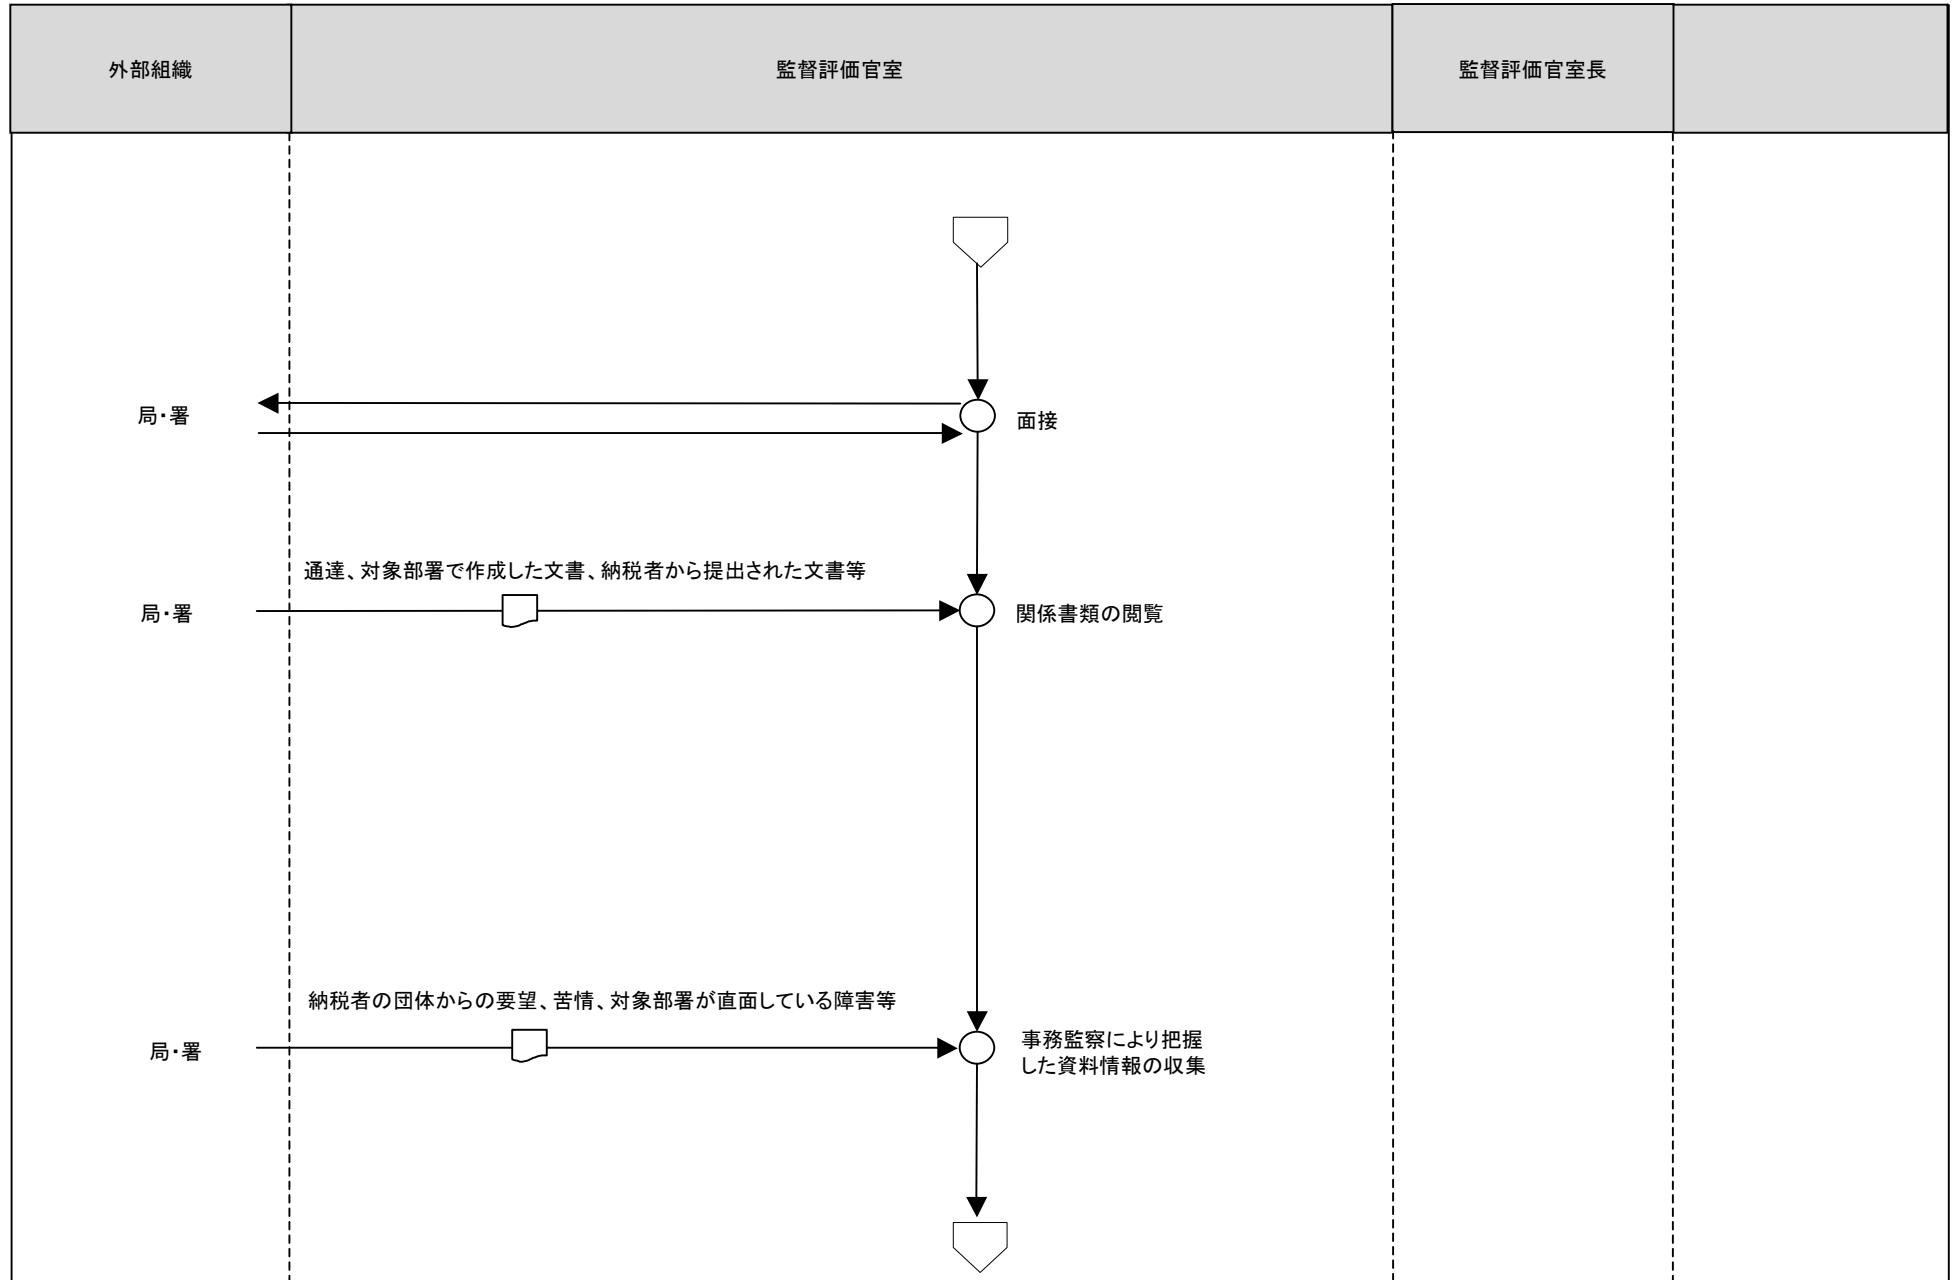 外部組織
監督評価官室
監督評価官室長
局・署
面接
通達、対象部署で作成した文書、納税者から提出された文書等
局・署
関係書類の閲覧
納税者の団体からの要望、苦情、対象部署が直面している障害等
局・署
事務監察により把握
した資料情報の収集